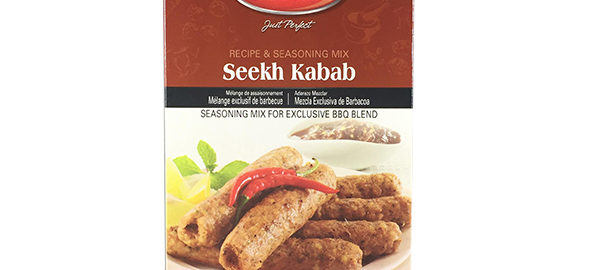 Just Perfect
RECIPE & SEASONING MIX
Seekh Kabab
Mélange de assaisonnement
Mélange exclusif de barbecue
Aderezo Mezclar
Mezcla Exclusiva de Barbacoa
SEASONING MIX FOR EXCLUSIVE BBQ BLEND